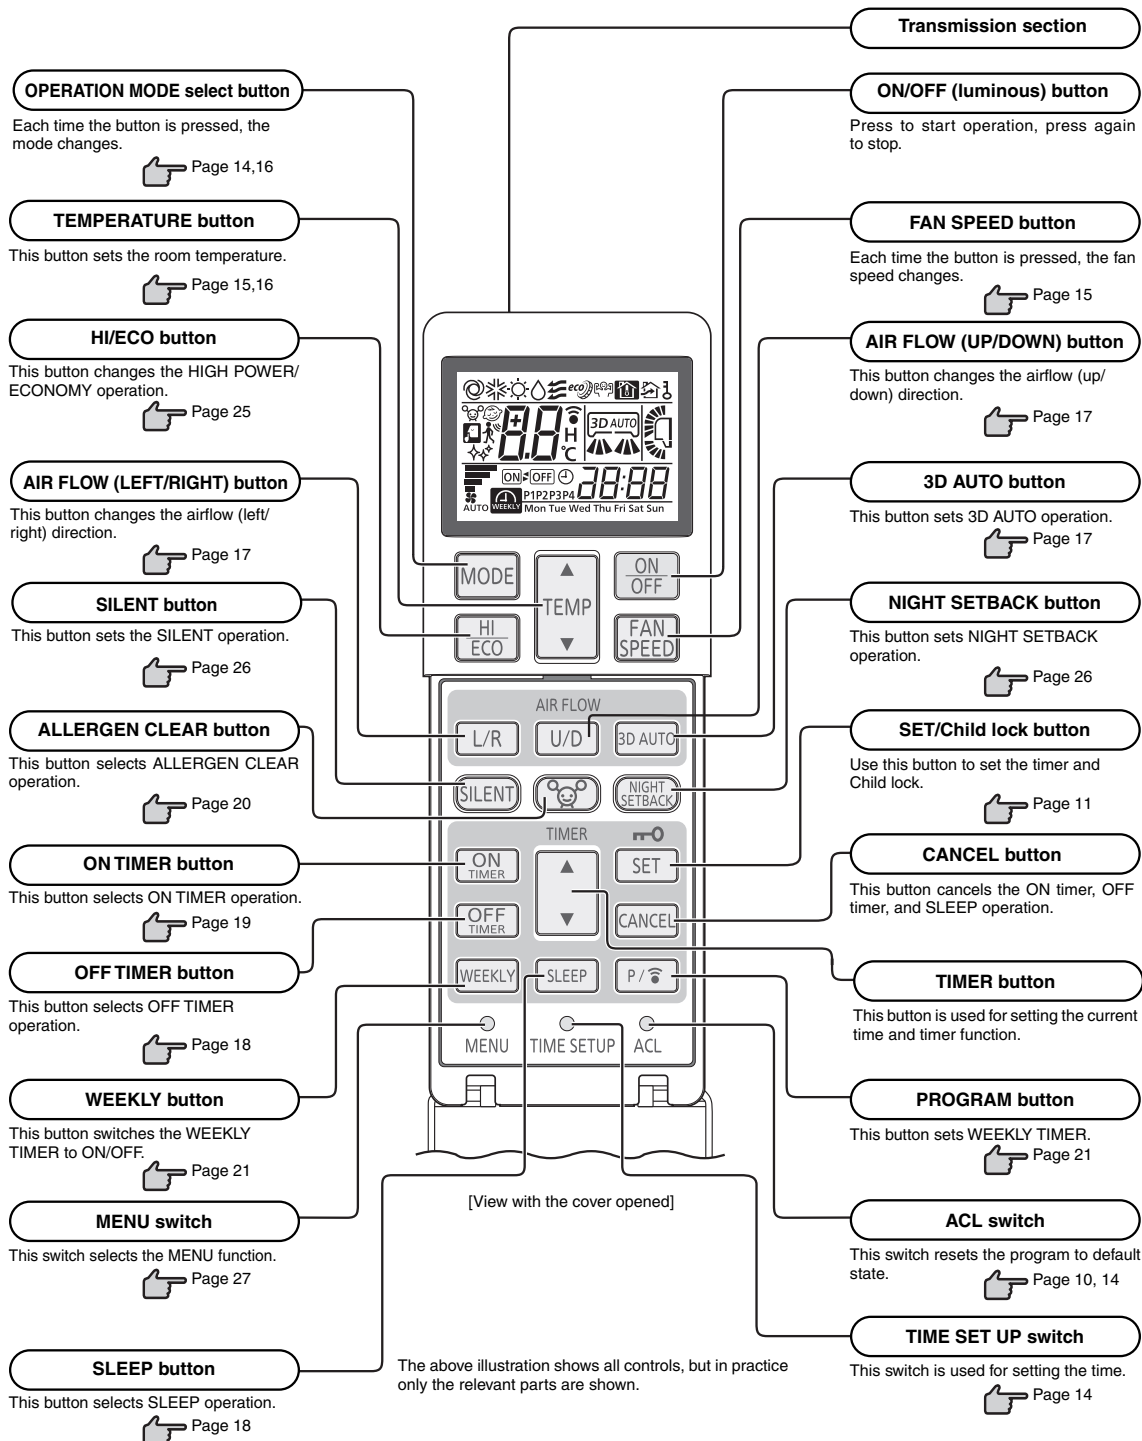 Transmission section
OPERATION MODE select button
Each time the button is pressed, the
mode changes.
Page 14,16
TEMPERATURE button
This button sets the room temperature.
Page 15,16
HI/ECO button
This button changes the HIGH POWER/
ECONOMY operation.
Page 25
AIR FLOW (LEFT/RIGHT) button
This button changes the airflow (left/
right) direction.
Page 17
SILENT button
This button sets the SILENT operation.
Page 26
ALLERGEN CLEAR button
This button selects ALLERGEN CLEAR
operation.
Page 20
ON TIMER button
This button selects ON TIMER operation.
Page 19
OFF TIMER button
This button selects OFF TIMER
operation.
Page 18
WEEKLY button
This button switches the WEEKLY
TIMER to ON/OFF.
Page 21
MENU switch
This switch selects the MENU function.
Page 27
SLEEP button
This button selects SLEEP operation.
Page 18
eco
8.8
H
°C
3D AUTO
ON OFF
28:88
P1P2P3P4
AUTO WEEKLY Mon Tue Wed Thu Fri Sat Sun
MODE
▲
TEMP
▼
ON
OFF
HI
ECO
FAN
SPEED
AIR FLOW
L/R U/D 3D AUTO
SILENT
NIGHT
SETBACK
TIMER
ON
TIMER
▲
▼
SET
OFF
TIMER
CANCEL
WEEKLY SLEEP P/
MENU TIME SETUP ACL
[View with the cover opened]
The above illustration shows all controls, but in practice
only the relevant parts are shown.
ON/OFF (luminous) button
Press to start operation, press again
to stop.
FAN SPEED button
Each time the button is pressed, the fan
speed changes.
Page 15
AIR FLOW (UP/DOWN) button
This button changes the airflow (up/
down) direction.
Page 17
3D AUTO button
This button sets 3D AUTO operation.
Page 17
NIGHT SETBACK button
This button sets NIGHT SETBACK
operation.
Page 26
SET/Child lock button
Use this button to set the timer and
Child lock.
Page 11
CANCEL button
This button cancels the ON timer, OFF
timer, and SLEEP operation.
TIMER button
This button is used for setting the current
time and timer function.
PROGRAM button
This button sets WEEKLY TIMER.
Page 21
ACL switch
This switch resets the program to default
state.
Page 10, 14
TIME SET UP switch
This switch is used for setting the time.
Page 14